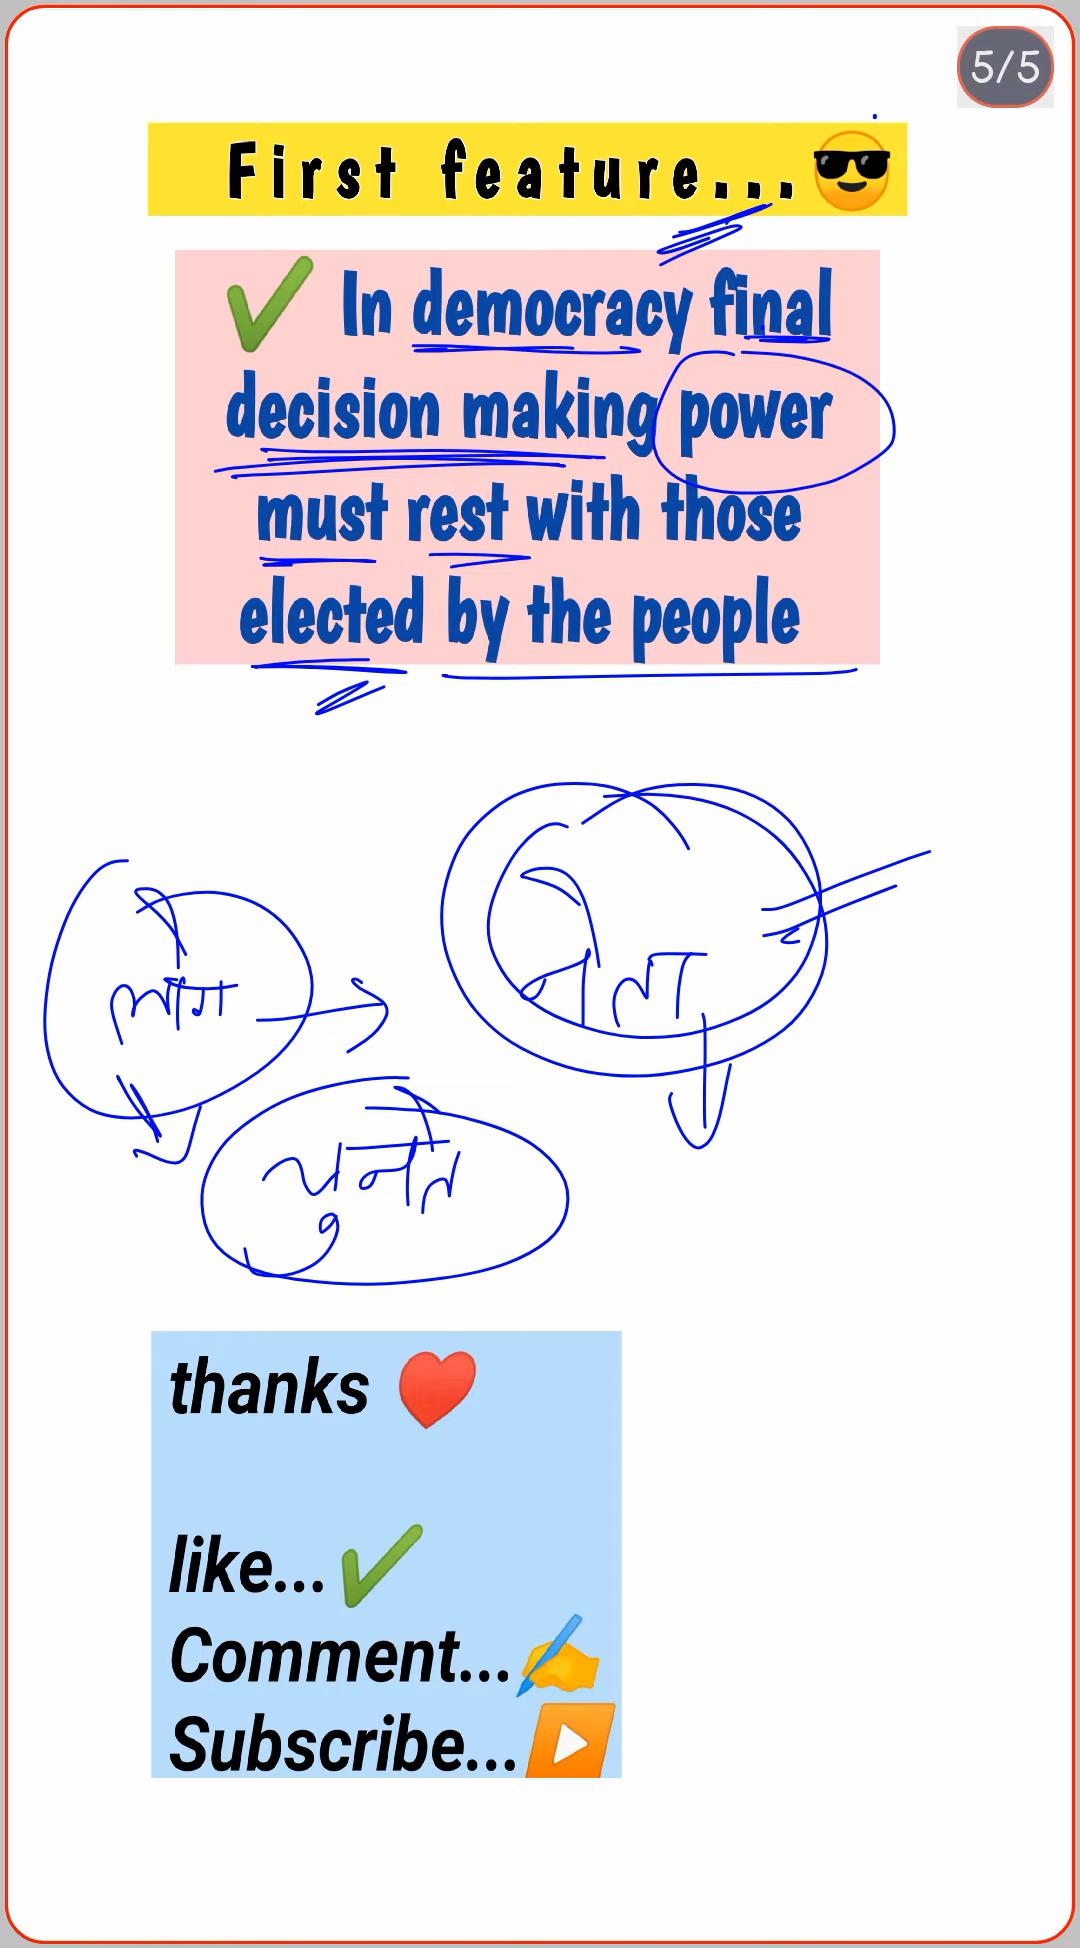 5/5
First feature...😎
✔ In democracy final
decision making power
must rest with those
elected by the people
नेता
लोग
चुनाव
thanks ♥
like...✔
Comment...✍
Subscribe...▶